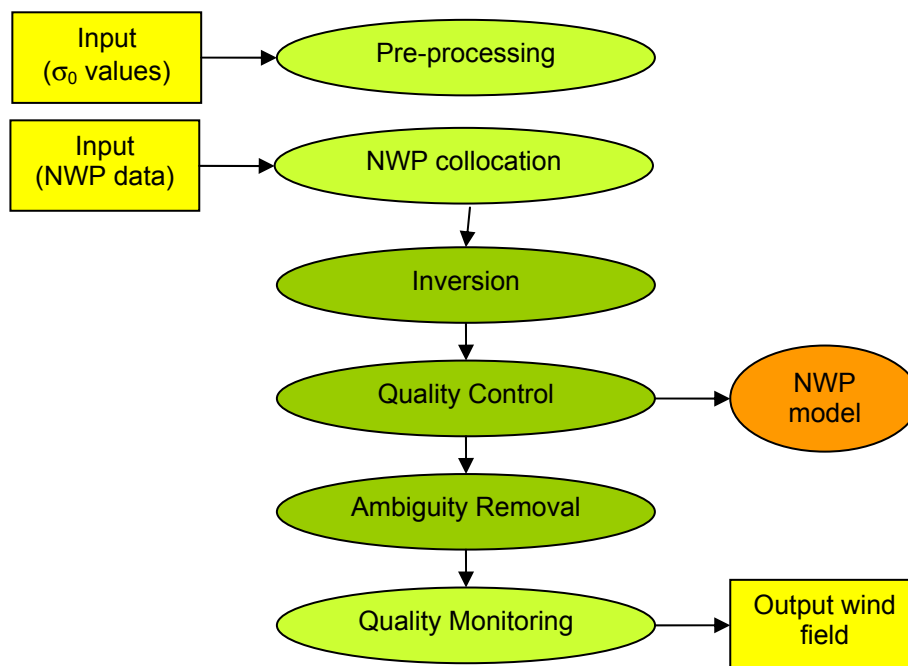 Input
(σ₀ values)
Pre-processing
Input
(NWP data)
NWP collocation
Inversion
Quality Control
NWP
model
Ambiguity Removal
Quality Monitoring
Output wind
field